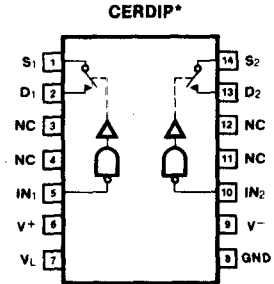 CERDIP*
S1 1 14 S2
D1 2 13 D2
NC 3 12 NC
NC 4 11 NC
IN1 5 10 IN2
V+ 6 9 V−
VL 7 8 GND